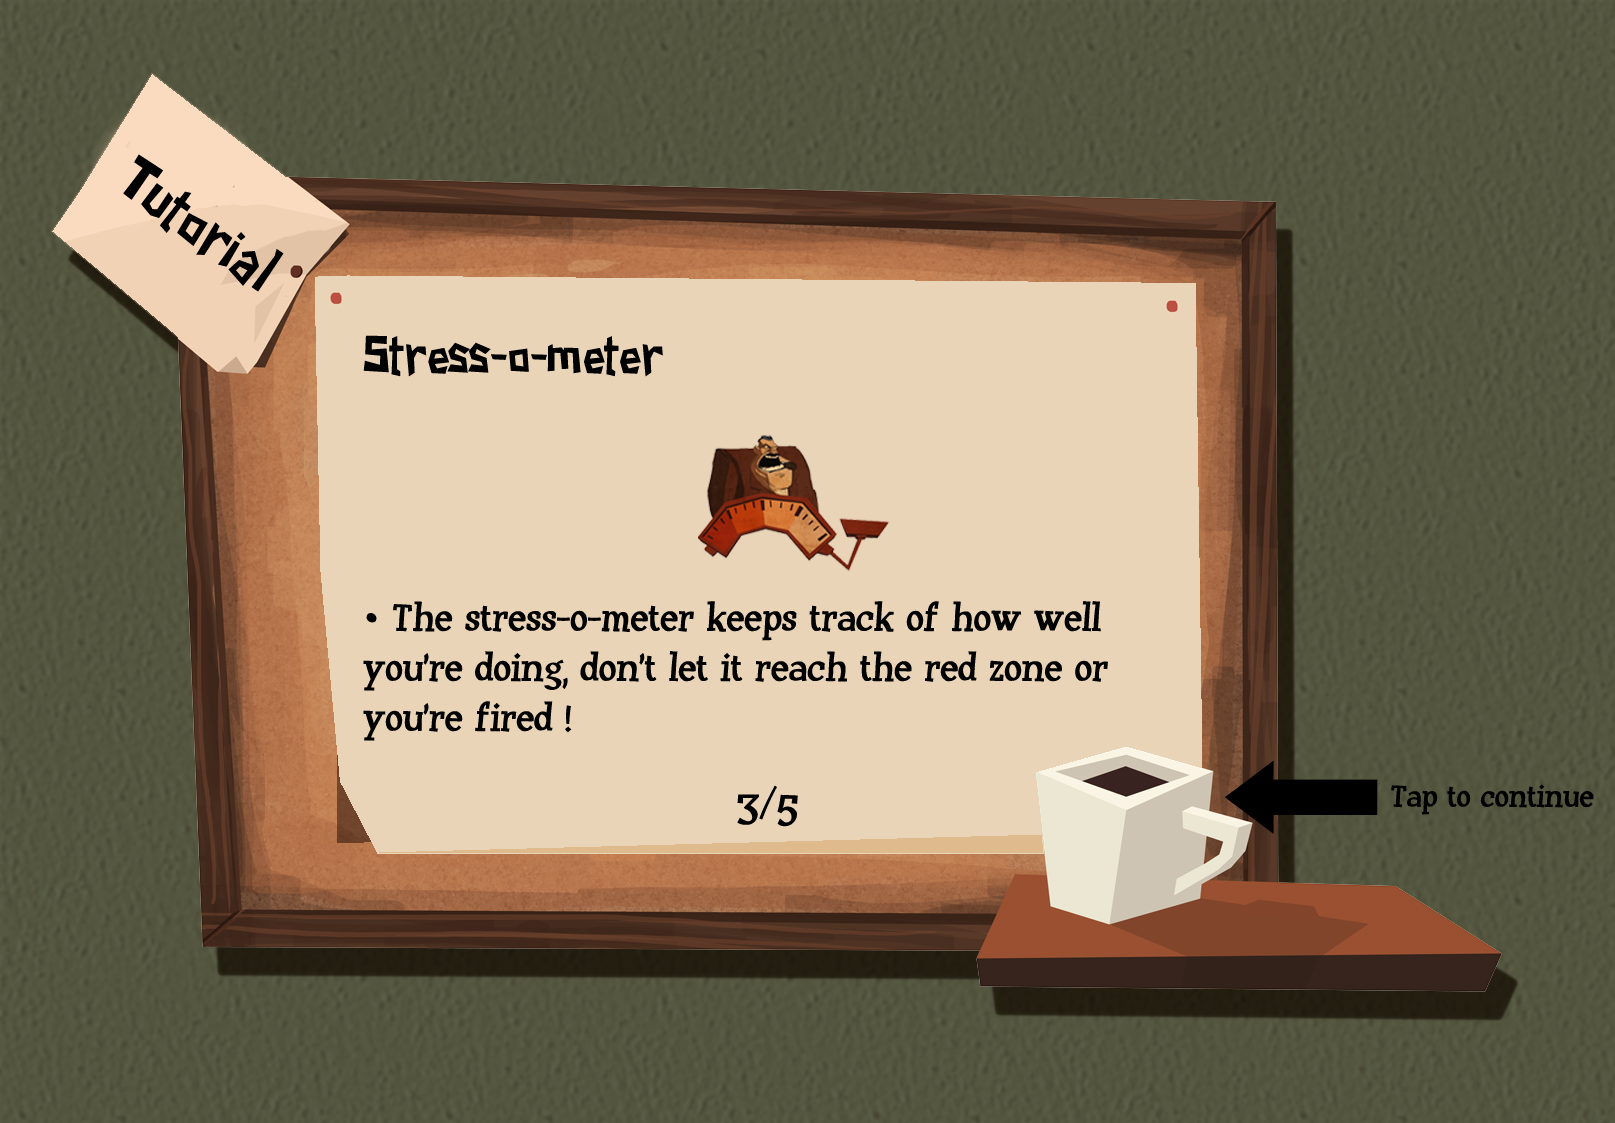 Tutorial
Stress-o-meter
• The stress-o-meter keeps track of how well
you're doing, don't let it reach the red zone or
you're fired !
3/5
Tap to continue